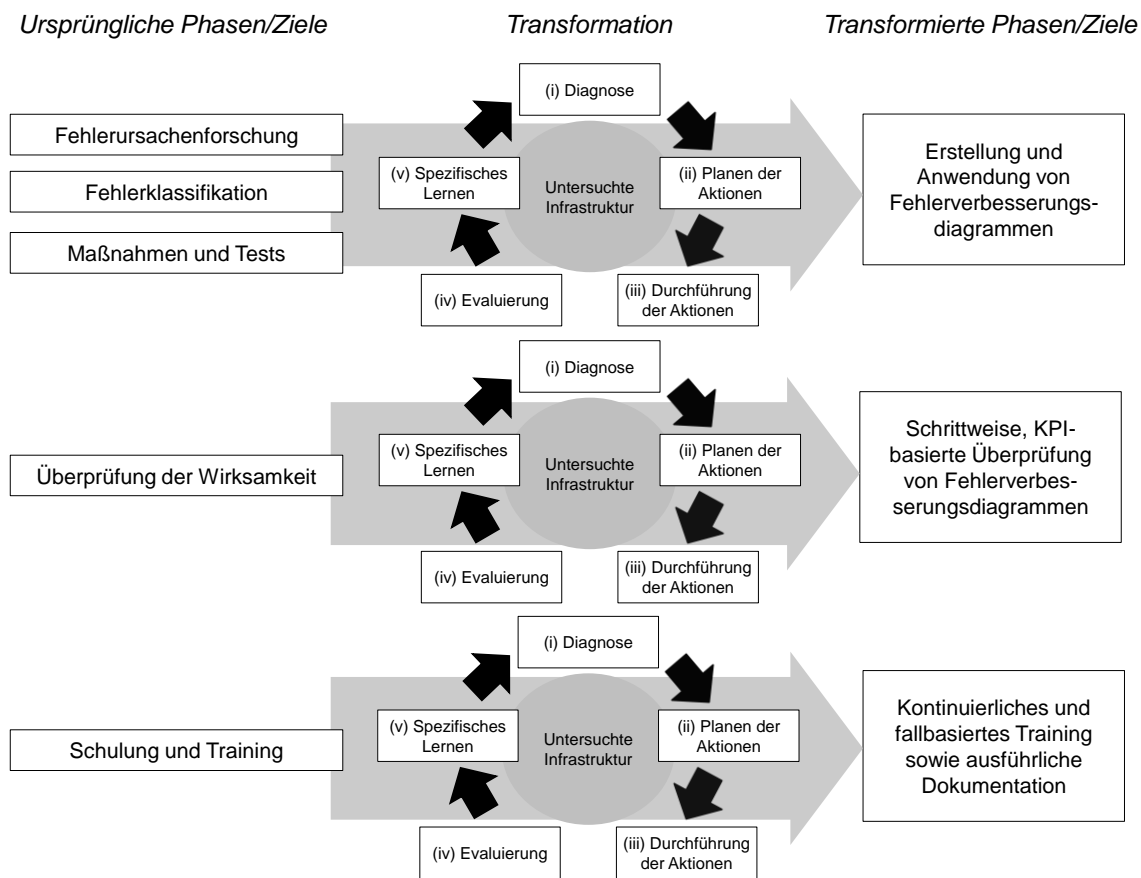 Ursprüngliche Phasen/Ziele
Transformation
Transformierte Phasen/Ziele
Fehlerursachenforschung
Fehlerklassifikation
Maßnahmen und Tests
(i) Diagnose
(ii) Planen der
Aktionen
(iii) Durchführung
der Aktionen
(iv) Evaluierung
(v) Spezifisches
Lernen
Untersuchte
Infrastruktur
Erstellung und
Anwendung von
Fehlerverbesserungs-
diagrammen
Überprüfung der Wirksamkeit
(i) Diagnose
(ii) Planen der
Aktionen
(iii) Durchführung
der Aktionen
(iv) Evaluierung
(v) Spezifisches
Lernen
Untersuchte
Infrastruktur
Schrittweise, KPI-
basierte Überprüfung
von Fehlerverbes-
serungsdiagrammen
Schulung und Training
(i) Diagnose
(ii) Planen der
Aktionen
(iii) Durchführung
der Aktionen
(iv) Evaluierung
(v) Spezifisches
Lernen
Untersuchte
Infrastruktur
Kontinuierliches und
fallbasiertes Training
sowie ausführliche
Dokumentation